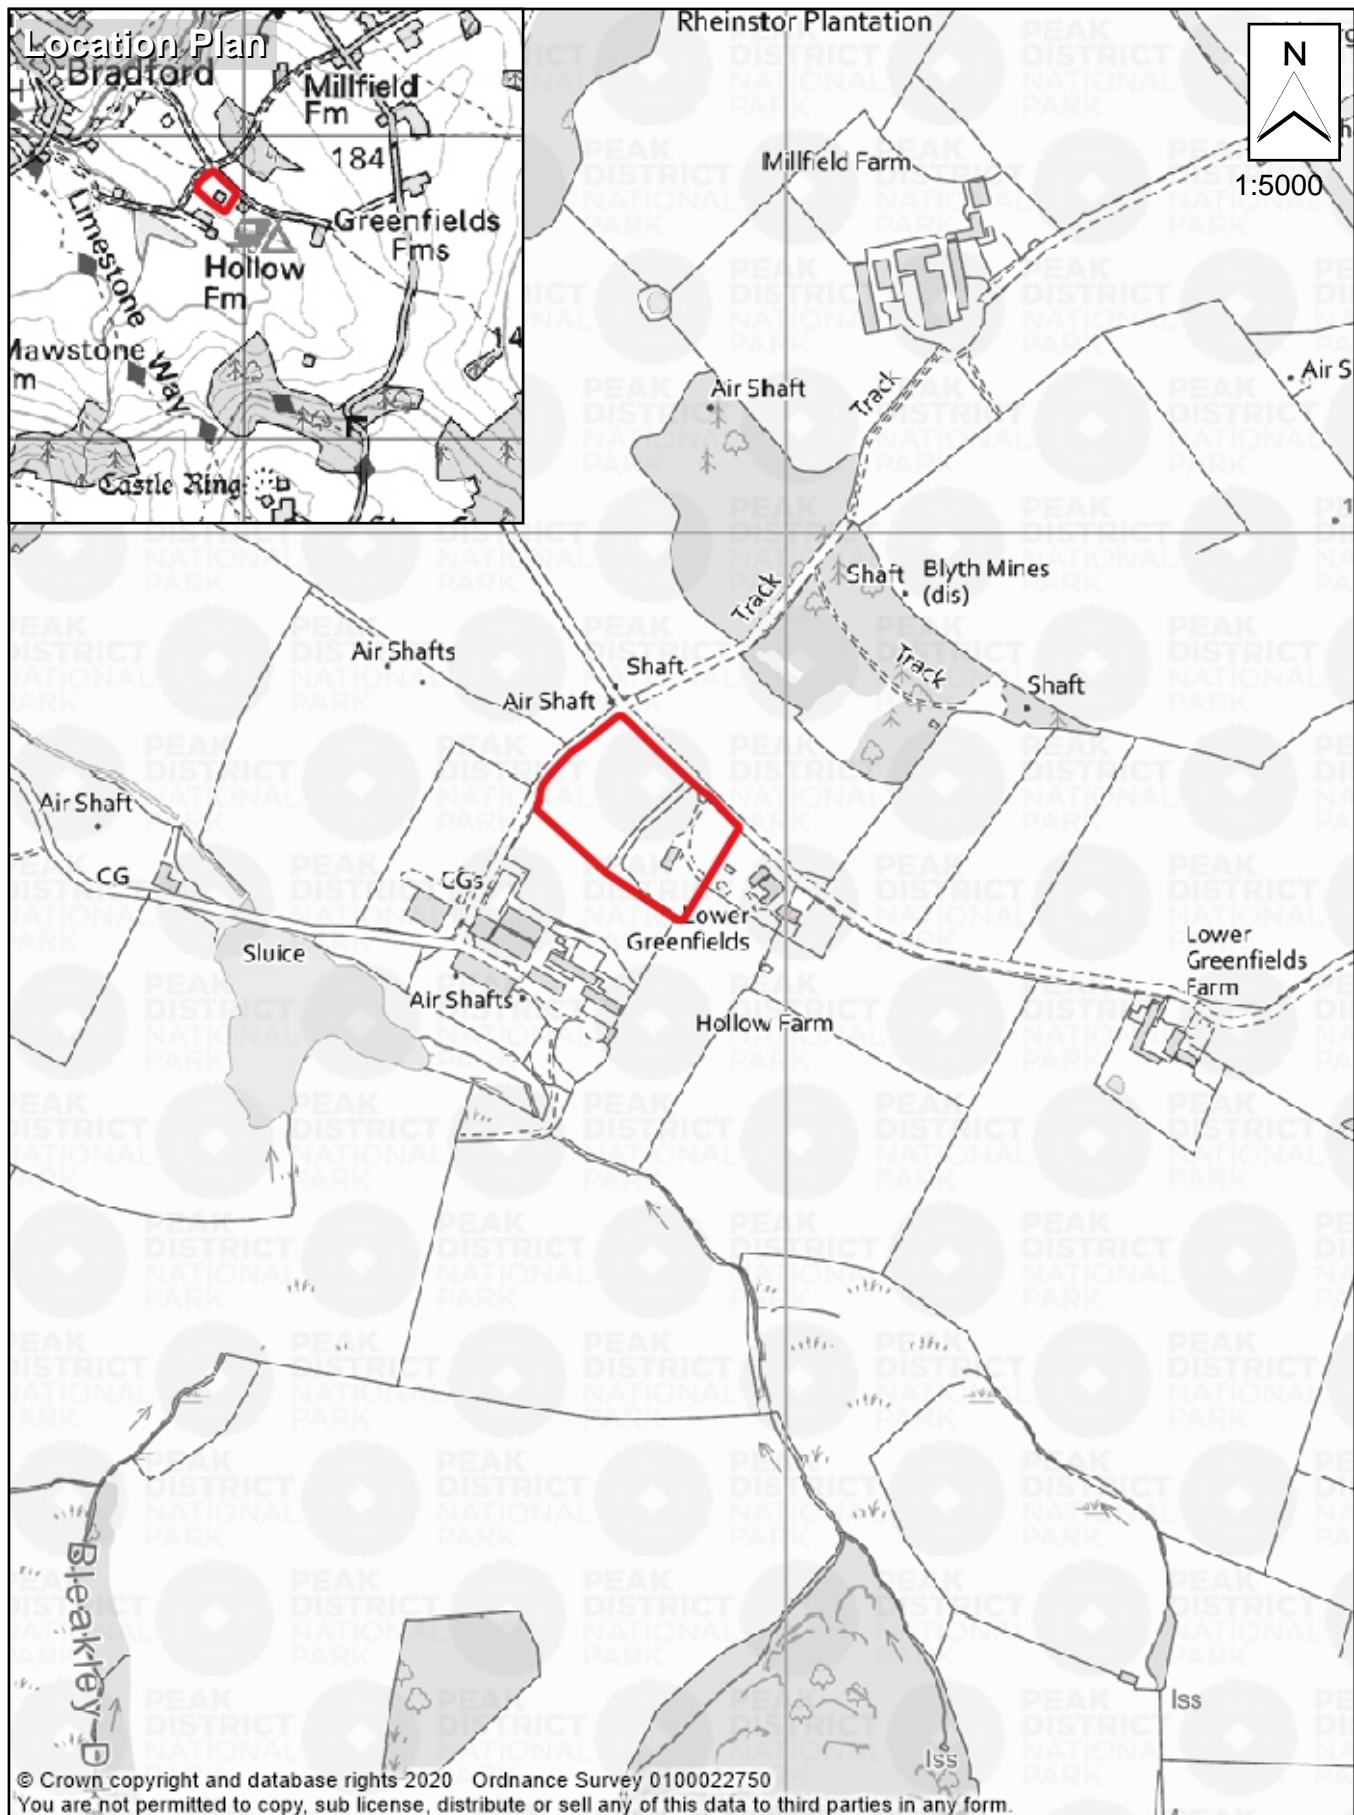 Location Plan
Bradford
Millfield
Fm
184
Greenfields
Fms
Limestone
Way
Hollow
Fm
Mawstone
m
14
Castle Ring
Rheinstor Plantation
N
1:5000
Millfield Farm
Air Shaft
Track
Air S
Shaft
Blyth Mines
(dis)
Track
Track
Shaft
Air Shafts
Shaft
Air Shaft
Air Shaft
CG
CGs
Sluice
Lower
Greenfields
Air Shafts
Hollow Farm
Lower
Greenfields
Farm
Bleakley D
Iss
Iss
PEAK
DISTRICT
NATIONAL
PARK
© Crown copyright and database rights 2020 Ordnance Survey 0100022750
You are not permitted to copy, sub license, distribute or sell any of this data to third parties in any form.